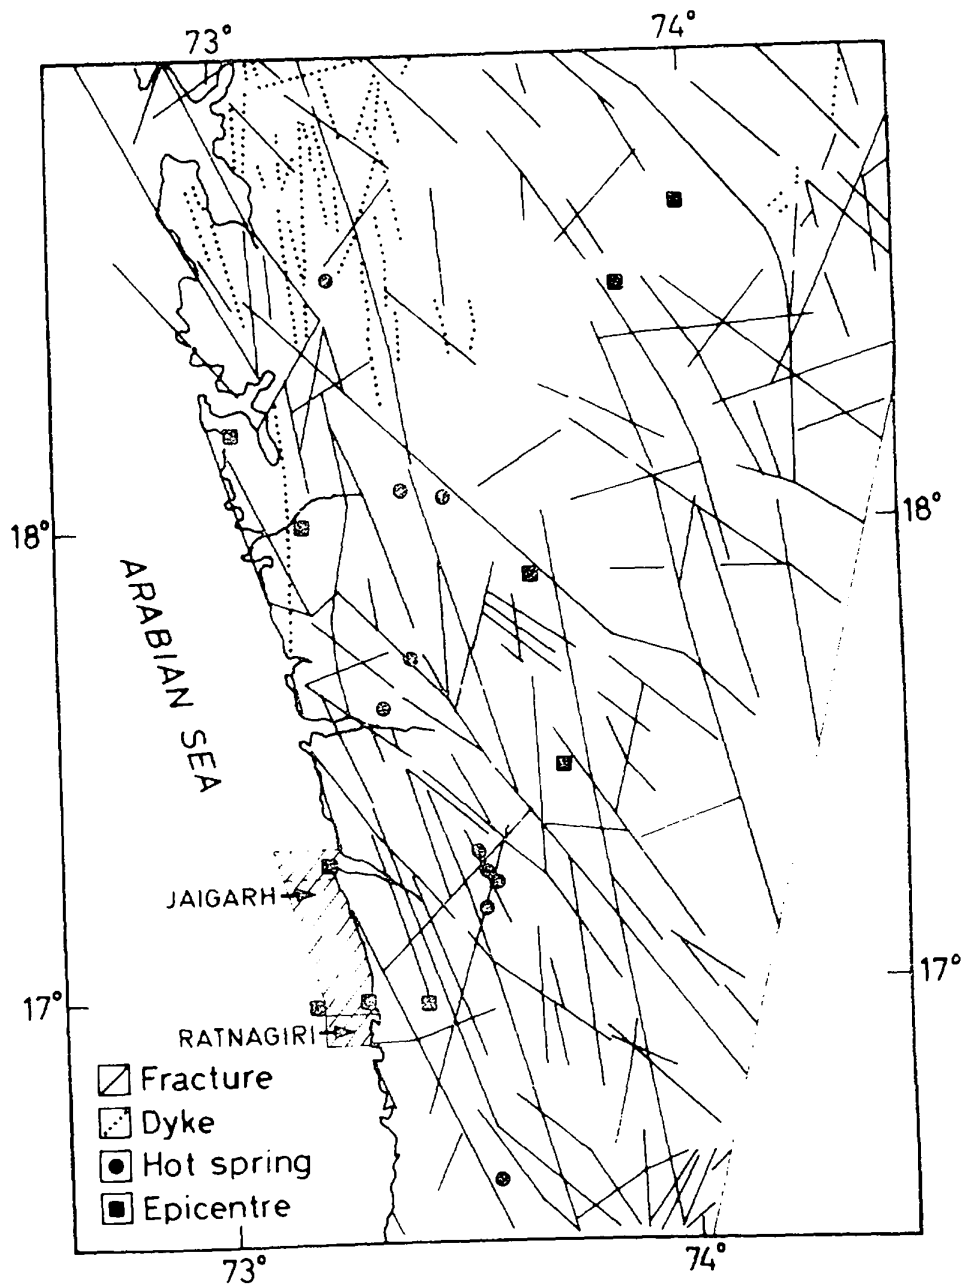 73°
74°
18°
18°
ARABIAN SEA
JAIGARH
17°
17°
RATNAGIRI
Fracture
Dyke
Hot spring
Epicentre
73°
74°